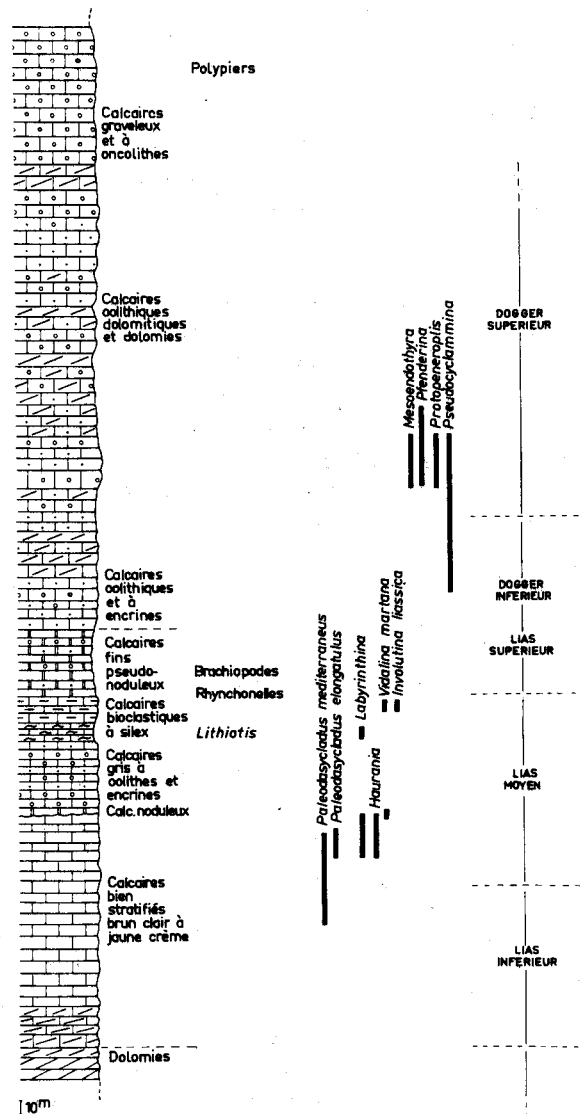 Polypiers
Calcaires
graveleux
et à
oncolithes
Calcaires
oolithiques
dolomitiques
et dolomies
DOGGER
SUPERIEUR
Mesoendothyra
Pfenderina
Protopeneroplis
Pseudocyclammina
Calcaires
oolithiques
et à
encrines
DOGGER
INFERIEUR
Calcaires
fins
pseudo-
noduleux
LIAS
SUPERIEUR
Brachiopodes
Rhynchonelles
Calcaires
bioclastiques
à silex
Lithiotis
Paleodasycladus mediterraneus
Paleodasycladus elongatulus
Labyrinthina
Haurania
Vidalina martana
Involutina liassica
Calcaires
gris à
oolithes et
encrines
Calc. noduleux
LIAS
MOYEN
Calcaires
bien
stratifiés
brun clair à
jaune crème
LIAS
INFERIEUR
Dolomies
10m